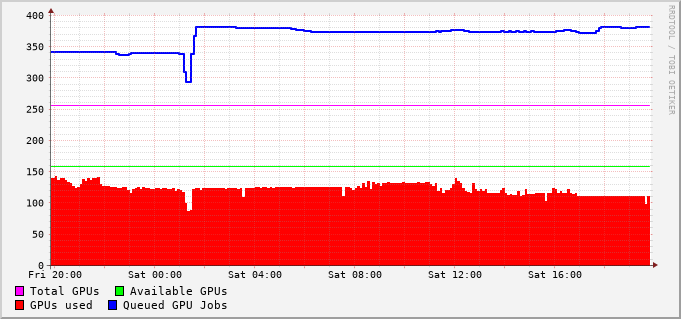 400
350
300
250
200
150
100
50
0
Fri 20:00 Sat 00:00 Sat 04:00 Sat 08:00 Sat 12:00 Sat 16:00
Total GPUs Available GPUs
GPUs used Queued GPU Jobs
RRDTOOL / TOBI OETIKER